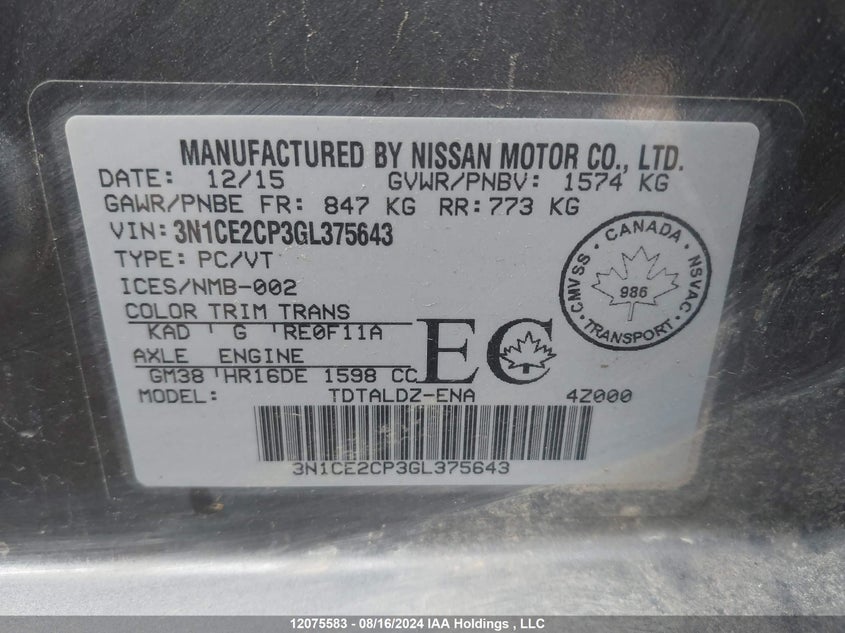 MANUFACTURED BY NISSAN MOTOR CO., LTD.
DATE: 12/15 GVWR/PNBV: 1574 KG
GAWR/PNBE FR: 847 KG RR: 773 KG
VIN: 3N1CE2CP3GL375643
TYPE: PC/VT
ICES/NMB-002
COLOR TRIM TRANS
KAD G RE0F11A
AXLE ENGINE
GM38 HR16DE 1598 CC
EC
MODEL: TDTALDZ-ENA 4Z000
3N1CE2CP3GL375643
CANADA
CMVSS 986 NSVAC
TRANSPORT
12075583 - 08/16/2024 IAA Holdings , LLC